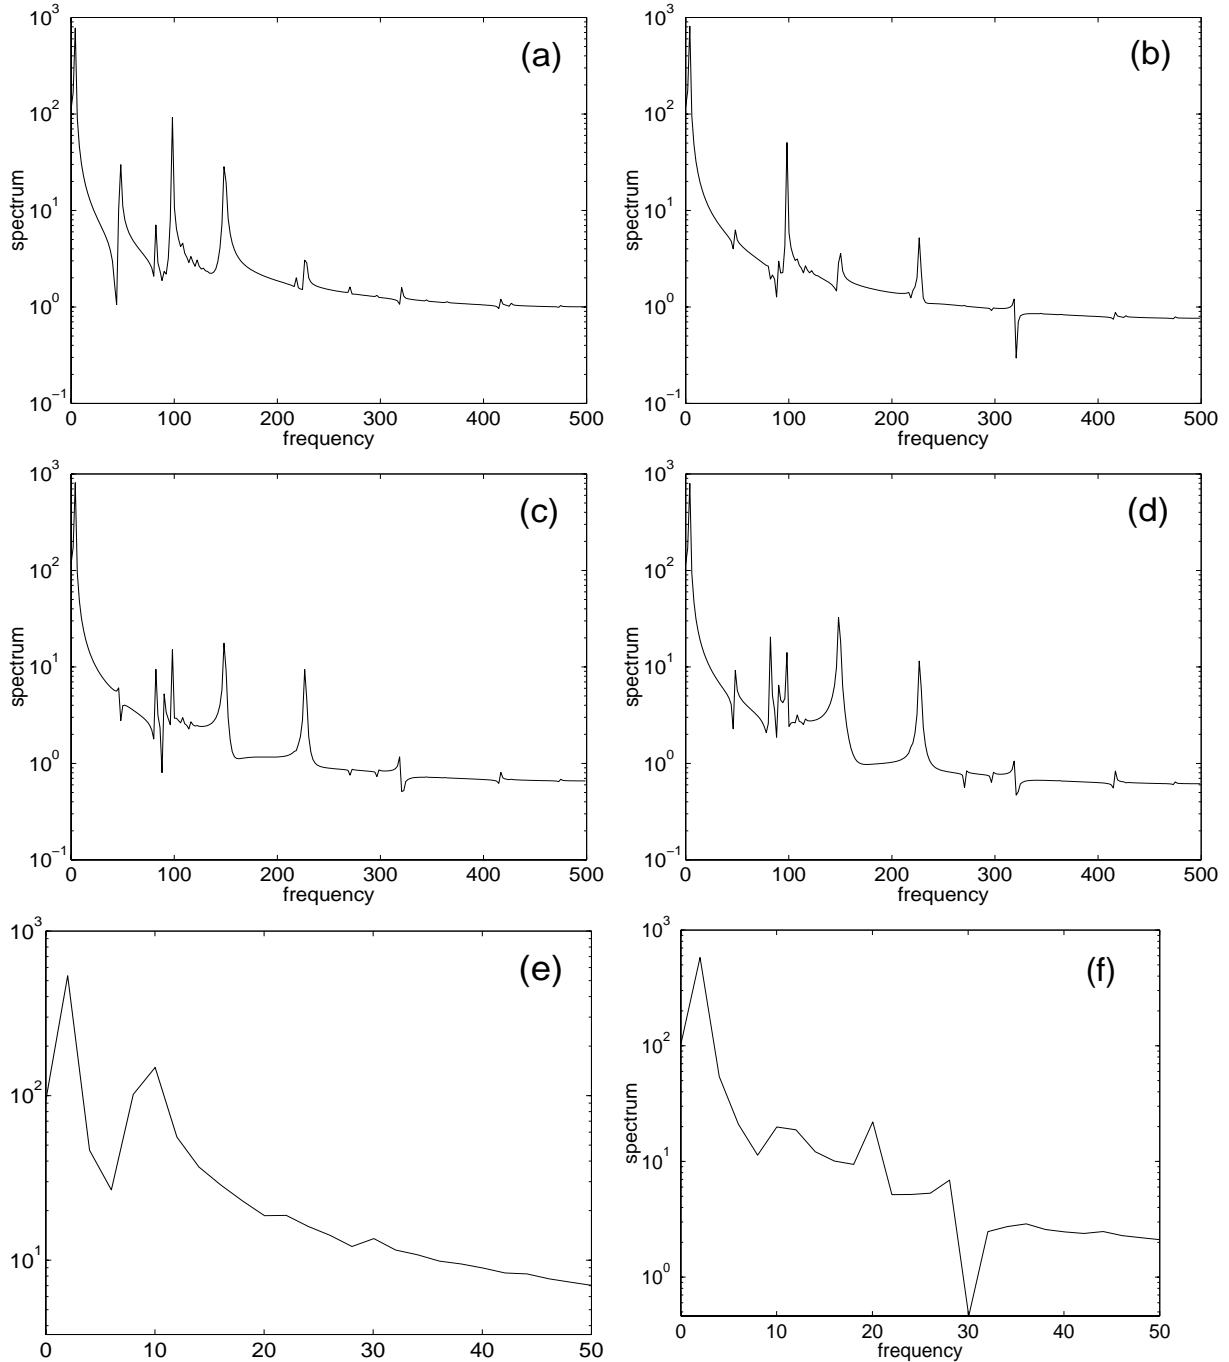 10^3 (a) 10^3 (b)
10^2 10^2
spectrum 10^1 spectrum 10^1
10^0 10^0
10^-1 10^-1
0 100 200 300 400 500 0 100 200 300 400 500
frequency frequency
10^3 (c) 10^3 (d)
10^2 10^2
spectrum 10^1 spectrum 10^1
10^0 10^0
10^-1 10^-1
0 100 200 300 400 500 0 100 200 300 400 500
frequency frequency
10^3 (e) 10^3 (f)
10^2 10^2
spectrum 10^1
10^1 10^0
0 10 20 30 40 50 0 10 20 30 40 50
frequency